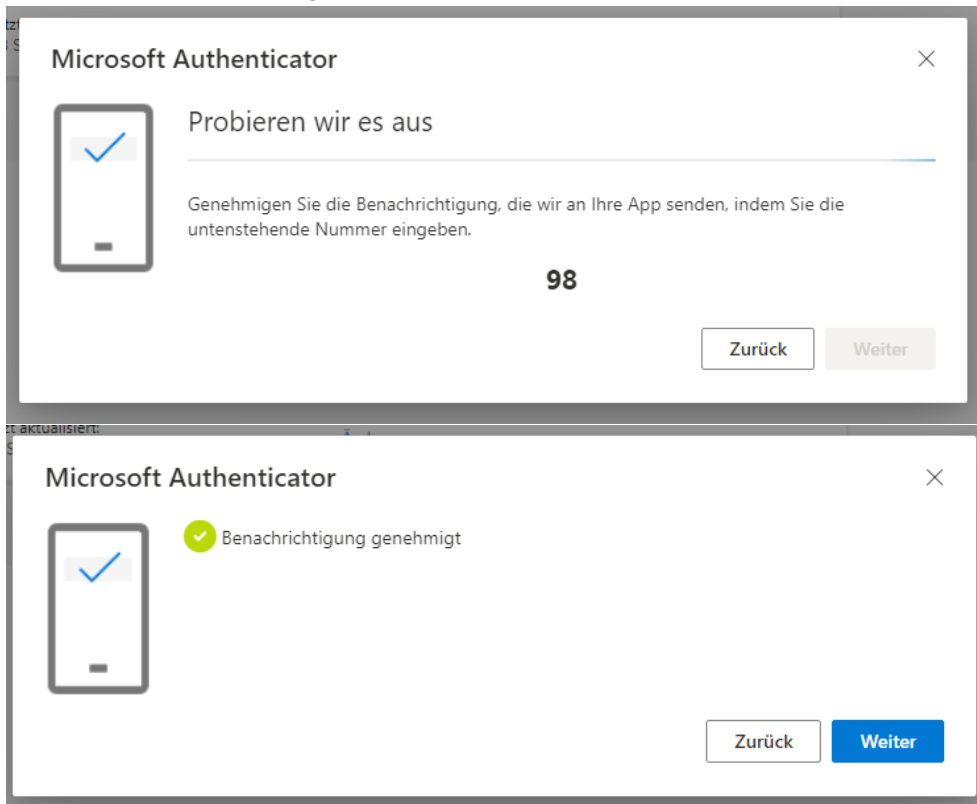 Microsoft Authenticator
Probieren wir es aus
Genehmigen Sie die Benachrichtigung, die wir an Ihre App senden, indem Sie die
untenstehende Nummer eingeben.
98
Zurück
Weiter
aktualisiert:
Microsoft Authenticator
Benachrichtigung genehmigt
Zurück
Weiter